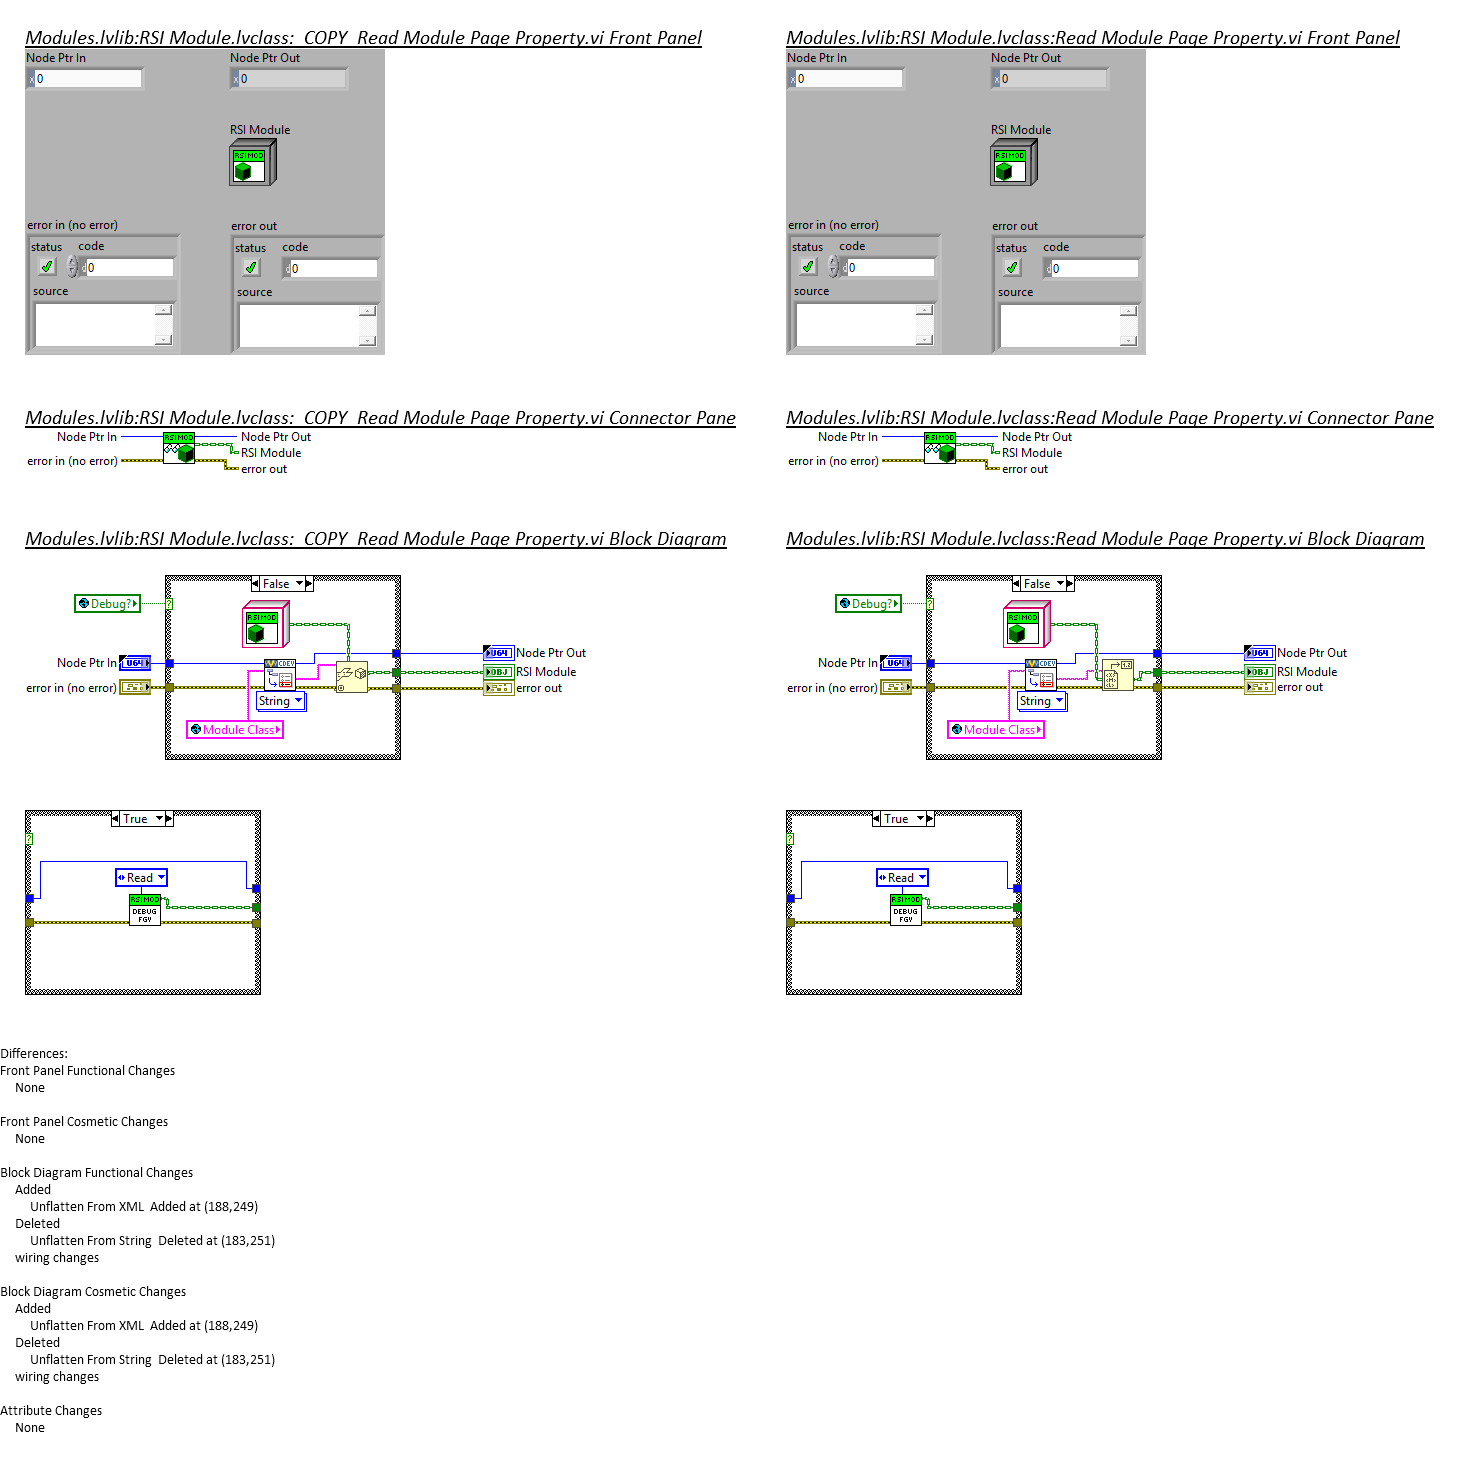 Modules.lvlib:RSI Module.lvclass:_COPY_Read Module Page Property.vi Front Panel
Node Ptr In
Node Ptr Out
x 0
x 0
RSI Module
RSIMOD
error in (no error)
error out
status code
status code
d 0
d 0
source
source
Modules.lvlib:RSI Module.lvclass:Read Module Page Property.vi Front Panel
Node Ptr In
Node Ptr Out
x 0
x 0
RSI Module
RSIMOD
error in (no error)
error out
status code
status code
d 0
d 0
source
source
Modules.lvlib:RSI Module.lvclass:_COPY_Read Module Page Property.vi Connector Pane
Node Ptr In RSIMOD Node Ptr Out
RSI Module
error in (no error)
error out
Modules.lvlib:RSI Module.lvclass:Read Module Page Property.vi Connector Pane
Node Ptr In RSIMOD Node Ptr Out
RSI Module
error in (no error)
error out
Modules.lvlib:RSI Module.lvclass:_COPY_Read Module Page Property.vi Block Diagram
False
Debug?
?
RSIMOD
Node Ptr In U64
CDEV
U64 Node Ptr Out
OBJ RSI Module
error in (no error)
error out
String
Module Class
True
?
Read
RSIMOD
DEBUG
FGV
Modules.lvlib:RSI Module.lvclass:Read Module Page Property.vi Block Diagram
False
Debug?
?
RSIMOD
Node Ptr In U64
CDEV
U64 Node Ptr Out
OBJ RSI Module
error in (no error)
error out
String
Module Class
True
?
Read
RSIMOD
DEBUG
FGV
Differences:
Front Panel Functional Changes
None
Front Panel Cosmetic Changes
None
Block Diagram Functional Changes
Added
Unflatten From XML Added at (188,249)
Deleted
Unflatten From String Deleted at (183,251)
wiring changes
Block Diagram Cosmetic Changes
Added
Unflatten From XML Added at (188,249)
Deleted
Unflatten From String Deleted at (183,251)
wiring changes
Attribute Changes
None